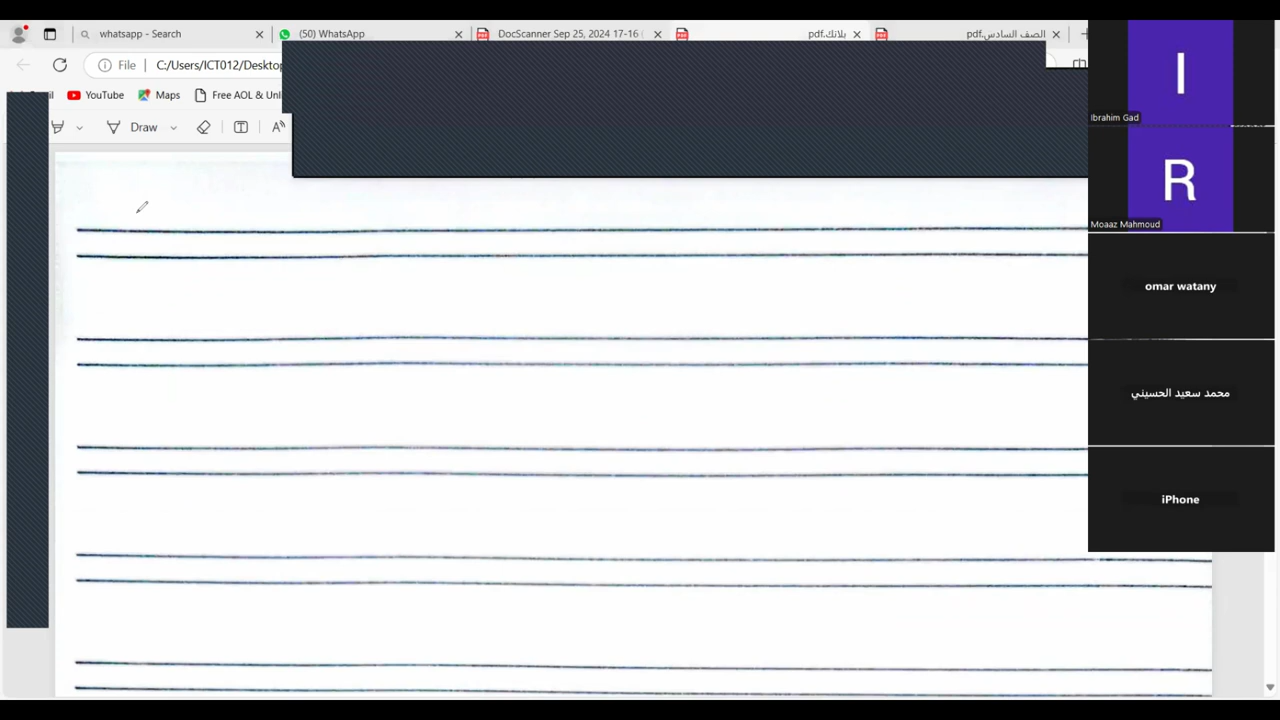 whatsapp - Search
(50) WhatsApp
DocScanner Sep 25, 2024 17-16
بلانك.pdf
الصف السادس.pdf
File
C:/Users/ICT012/Desktop
YouTube
Maps
Free AOL &
Draw
Ibrahim Gad
I
Moaaz Mahmoud
R
omar watany
محمد سعيد الحسيني
iPhone